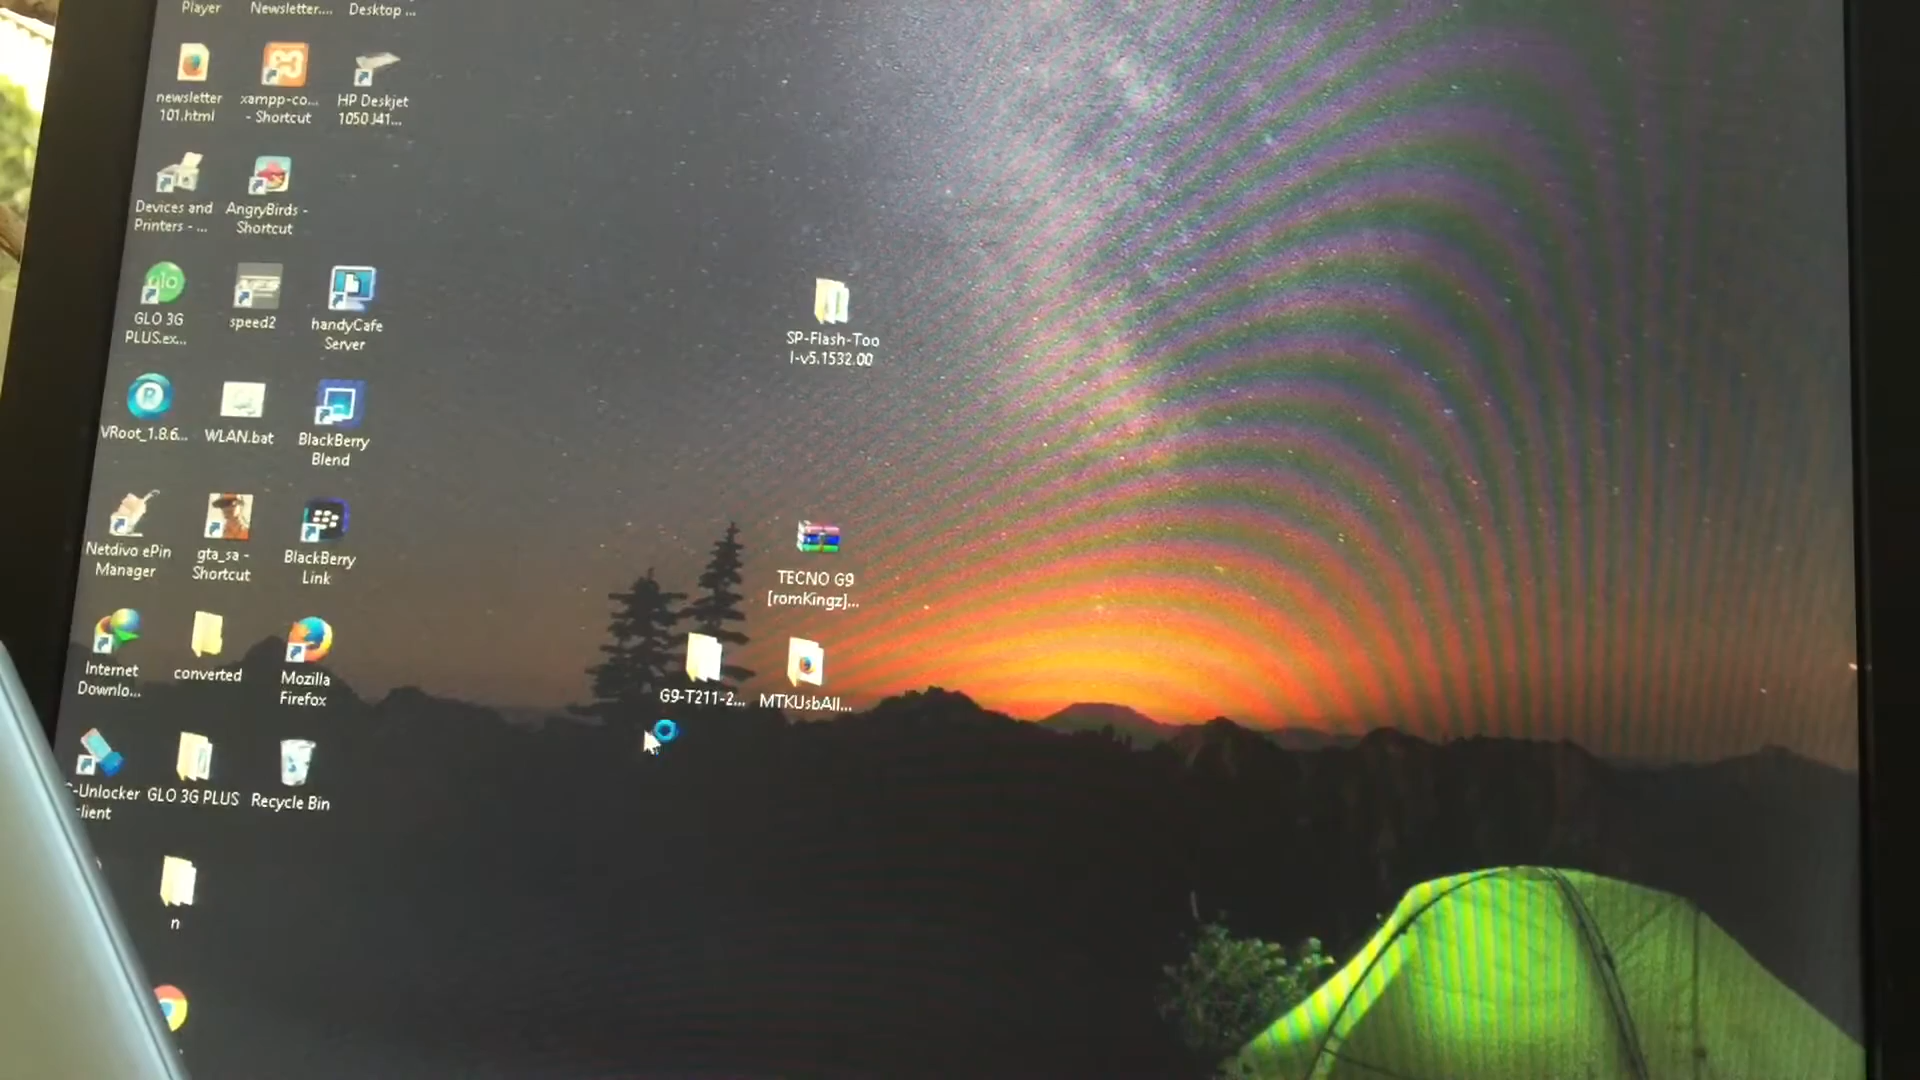 Player
Newsletter....
Desktop ...
newsletter
101.html
xampp-co...
- Shortcut
HP Deskjet
1050 J41...
Devices and
Printers - ...
AngryBirds -
Shortcut
glo
GLO 3G
PLUS.ex...
speed2
handyCafe
Server
R
VRoot_1.8.6...
WLAN.bat
BlackBerry
Blend
Netdivo ePin
Manager
gta_sa -
Shortcut
BlackBerry
Link
Internet
Downlo...
converted
Mozilla
Firefox
-Unlocker
client
GLO 3G PLUS
Recycle Bin
n
SP-Flash-Too
l-v5.1532.00
TECNO G9
[romKingz]...
G9-T211-2...
MTKUsbAll...